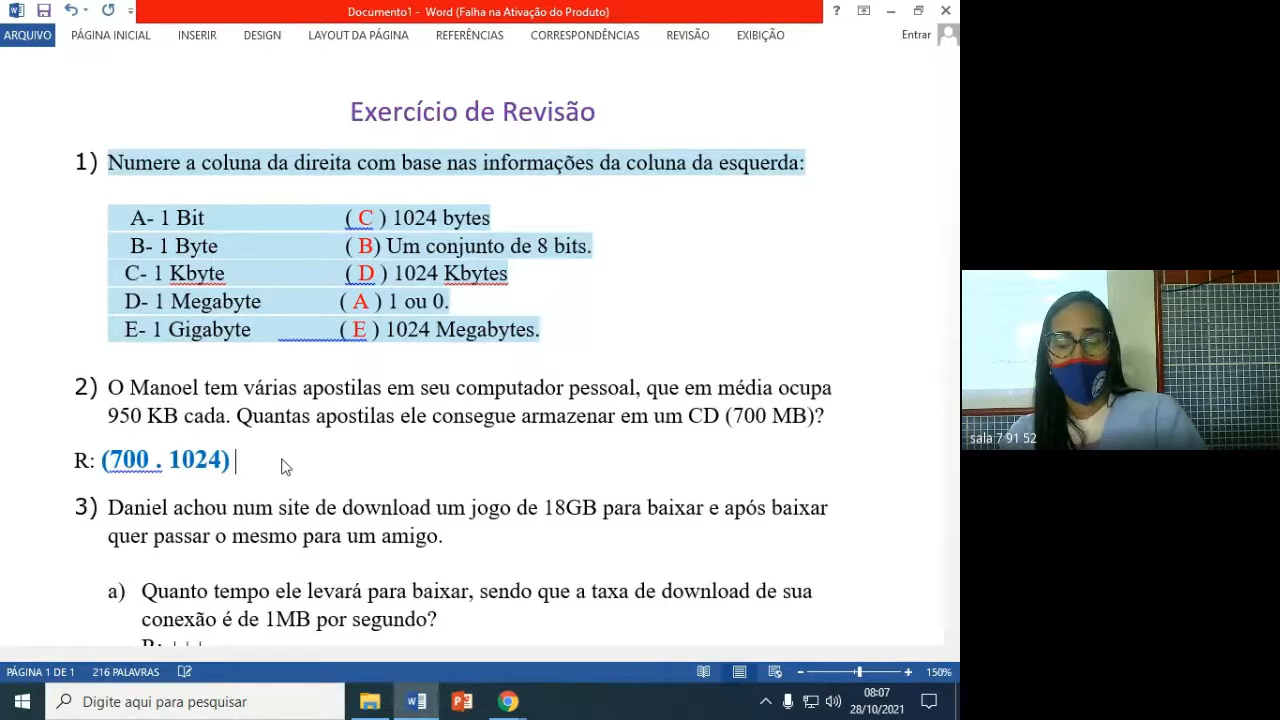 Documento1 - Word (Falha na Ativação do Produto)
?
ARQUIVO PÁGINA INICIAL INSERIR DESIGN LAYOUT DA PÁGINA REFERÊNCIAS CORRESPONDÊNCIAS REVISÃO EXIBIÇÃO Entrar
Exercício de Revisão
1) Numere a coluna da direita com base nas informações da coluna da esquerda:
A- 1 Bit ( C ) 1024 bytes
B- 1 Byte ( B) Um conjunto de 8 bits.
C- 1 Kbyte ( D ) 1024 Kbytes
D- 1 Megabyte ( A ) 1 ou 0.
E- 1 Gigabyte ( E ) 1024 Megabytes.
2) O Manoel tem várias apostilas em seu computador pessoal, que em média ocupa
950 KB cada. Quantas apostilas ele consegue armazenar em um CD (700 MB)?
R: (700 . 1024)
3) Daniel achou num site de download um jogo de 18GB para baixar e após baixar
quer passar o mesmo para um amigo.
a) Quanto tempo ele levará para baixar, sendo que a taxa de download de sua
conexão é de 1MB por segundo?
PÁGINA 1 DE 1 216 PALAVRAS 150%
Digite aqui para pesquisar
08:07
28/10/2021
sala 7 91 52